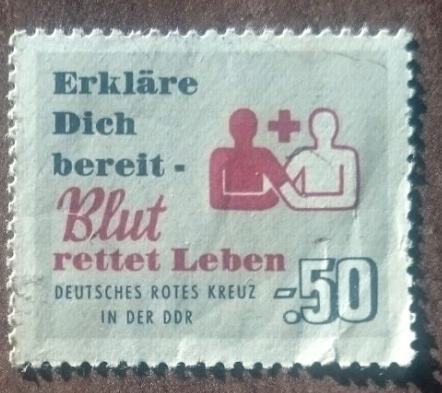 Erkläre
Dich
bereit -
Blut
rettet Leben
DEUTSCHES ROTES KREUZ
IN DER DDR
-.50